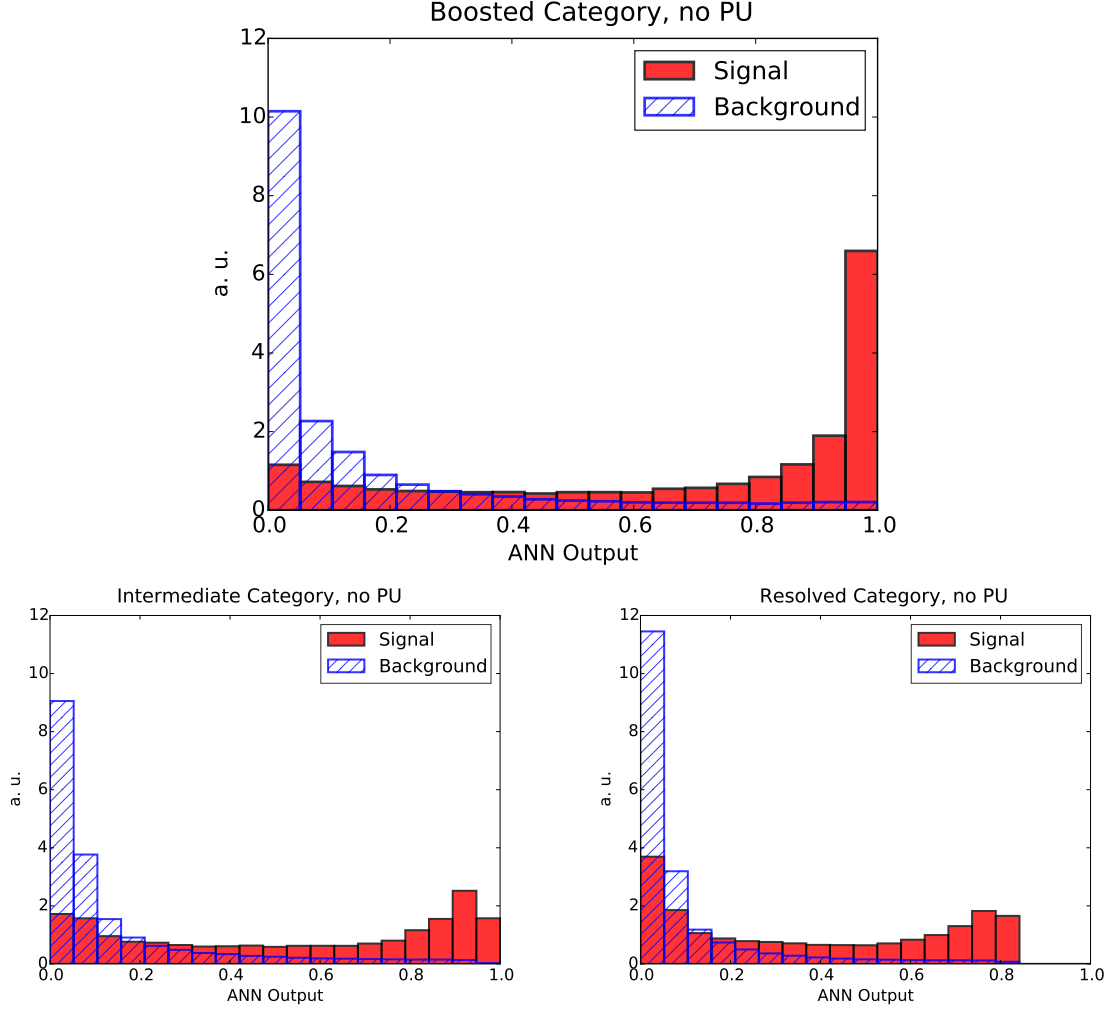 Boosted Category, no PU
12
10
8
6
4
2
0
a. u.
Signal
Background
0.0 0.2 0.4 0.6 0.8 1.0
ANN Output
Intermediate Category, no PU
12
10
8
6
4
2
0
a. u.
Signal
Background
0.0 0.2 0.4 0.6 0.8 1.0
ANN Output
Resolved Category, no PU
12
10
8
6
4
2
0
a. u.
Signal
Background
0.0 0.2 0.4 0.6 0.8 1.0
ANN Output